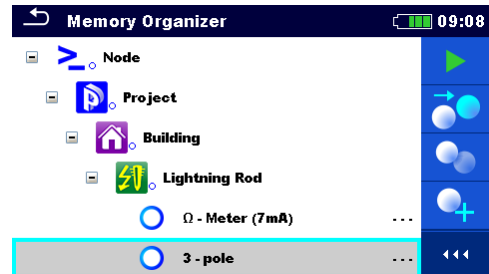 Memory Organizer 09:08
Node
Project
Building
Lightning Rod
Ω - Meter (7mA) ...
3 - pole ...